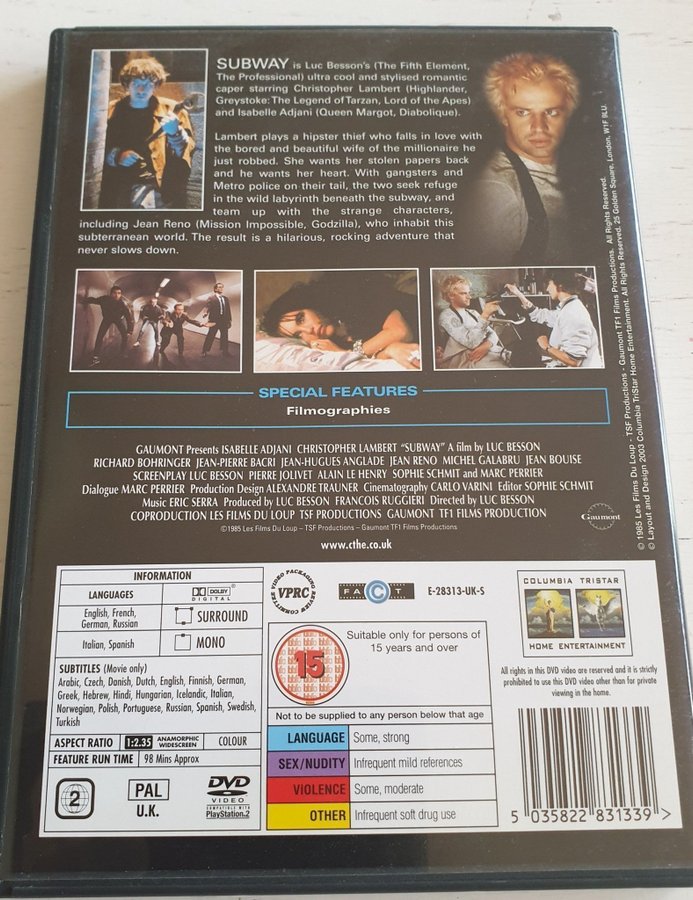 SUBWAY is Luc Besson's (The Fifth Element,
The Professional) ultra cool and stylised romantic
caper starring Christopher Lambert (Highlander,
Greystoke: The Legend of Tarzan, Lord of the Apes)
and Isabelle Adjani (Queen Margot, Diabolique).
Lambert plays a hipster thief who falls in love with
the bored and beautiful wife of the millionaire he
just robbed. She wants her stolen papers back
and he wants her heart. With gangsters and
Metro police on their tail, the two seek refuge
in the wild labyrinth beneath the subway, and
team up with the strange characters,
including Jean Reno (Mission Impossible, Godzilla), who inhabit this
subterranean world. The result is a hilarious, rocking adventure that
never slows down.
SPECIAL FEATURES
Filmographies
GAUMONT Presents ISABELLE ADJANI CHRISTOPHER LAMBERT "SUBWAY" A film by LUC BESSON
RICHARD BOHRINGER JEAN-PIERRE BACRI JEAN-HUGUES ANGLADE JEAN RENO MICHEL GALABRU JEAN BOUISE
SCREENPLAY LUC BESSON PIERRE JOLIVET ALAIN LE HENRY SOPHIE SCHMIT and MARC PERRIER
Dialogue MARC PERRIER Production Design ALEXANDRE TRAUNER Cinematography CARLO VARINI Editor SOPHIE SCHMIT
Music ERIC SERRA Produced by LUC BESSON FRANCOIS RUGGIERI Directed by LUC BESSON
COPRODUCTION LES FILMS DU LOUP TSF PRODUCTIONS GAUMONT TF1 FILMS PRODUCTION
©1985 Les Films Du Loup – TSF Productions – Gaumont TF1 Films Productions
www.cthe.co.uk
Gaumont
© 1985 Les Films Du Loup - TSF Productions - Gaumont TF1 Films Productions. All Rights Reserved.
© Layout and Design 2003 Columbia TriStar Home Entertainment. All Rights Reserved. 25 Golden Square, London. W1F 9LU.
INFORMATION
LANGUAGES
DOLBY
DIGITAL
English, French,
German, Russian
SURROUND
Italian, Spanish
MONO
SUBTITLES (Movie only)
Arabic, Czech, Danish, Dutch, English, Finnish, German,
Greek, Hebrew, Hindi, Hungarian, Icelandic, Italian,
Norwegian, Polish, Portuguese, Russian, Spanish, Swedish,
Turkish
ASPECT RATIO 1:2.35 ANAMORPHIC WIDESCREEN COLOUR
FEATURE RUN TIME 98 Mins Approx
2
PAL
U.K.
DVD
VIDEO
COMPATIBLE WITH
PlayStation.2
VIDEO PACKAGING REVIEW COMMITTEE
VPRC
FACT
E-28313-UK-S
15
Suitable only for persons of
15 years and over
Not to be supplied to any person below that age
LANGUAGE Some, strong
SEX/NUDITY Infrequent mild references
VIOLENCE Some, moderate
OTHER Infrequent soft drug use
COLUMBIA TRISTAR
HOME ENTERTAINMENT
All rights in this DVD video are reserved and it is strictly
prohibited to use this DVD video other than for private
viewing in the home.
5 035822 831339 >